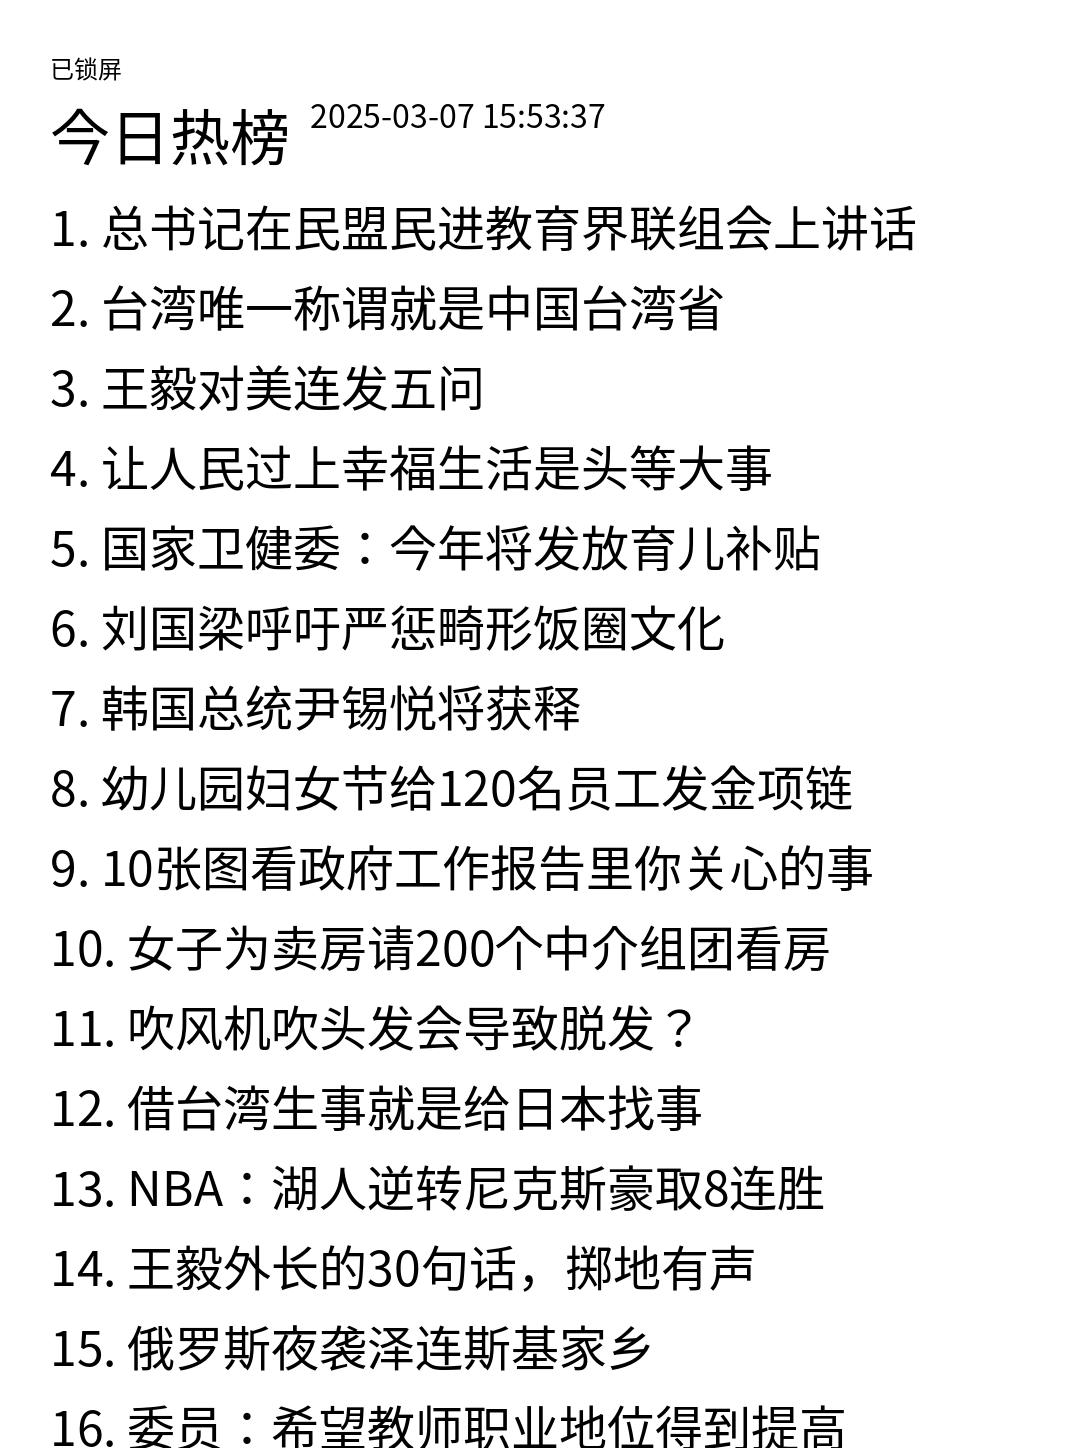 已锁屏
今日热榜 2025-03-07 15:53:37
1. 总书记在民盟民进教育界联组会上讲话
2. 台湾唯一称谓就是中国台湾省
3. 王毅对美连发五问
4. 让人民过上幸福生活是头等大事
5. 国家卫健委：今年将发放育儿补贴
6. 刘国梁呼吁严惩畸形饭圈文化
7. 韩国总统尹锡悦将获释
8. 幼儿园妇女节给120名员工发金项链
9. 10张图看政府工作报告里你关心的事
10. 女子为卖房请200个中介组团看房
11. 吹风机吹头发会导致脱发？
12. 借台湾生事就是给日本找事
13. NBA：湖人逆转尼克斯豪取8连胜
14. 王毅外长的30句话，掷地有声
15. 俄罗斯夜袭泽连斯基家乡
16. 委员：希望教师职业地位得到提高